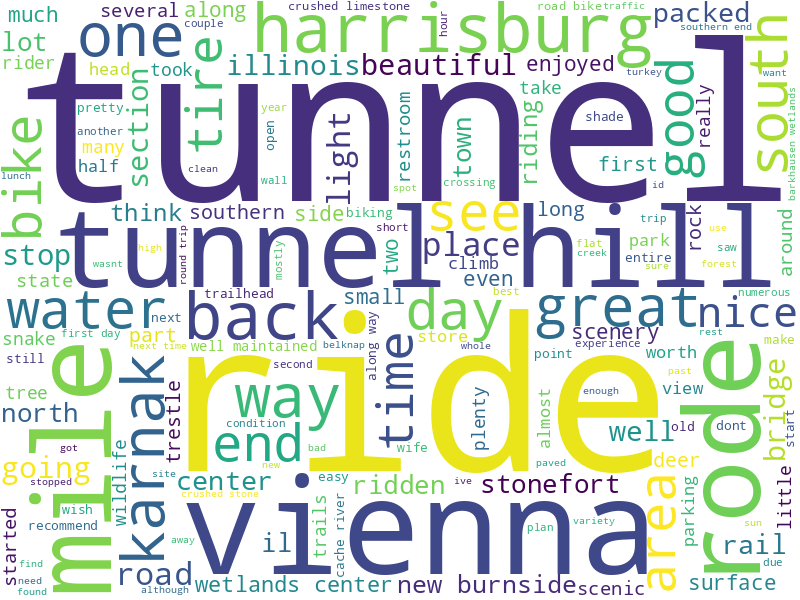 much
several
along
crushed limestone
hour
road bike
traffic
packed
southern end
lot
couple
one
harrisburg
rider
head
took
tire
illinois
beautiful
enjoyed
turkey
want
south
tunnel
pretty
another
many
half
section
year
open
wall
clean
light
restroom
spot
town
crossing
take
riding
shade
first
id
good
really
barkhausen wetlands
bike
lunch
think
southern
side
biking
see
long
trip
rock
use
around
stop
round trip
tunnel hill
short
two
place
climb
flat
creek
park
entire
saw
state
high
wasnt
mostly
even
sure
forest
water
trailhead
small
day
best
great
nice
numerous
next
back
snake
first day
part
store
scenery
rest
make
still
next time
well maintained
belknap
along way
whole
point
experience
worth
mile
tree
trestle
ride
second
time
view
past
rode
bridge
start
north
karnak
way
plenty
almost
enough
well
old
dont
got
condition
end
bad
wife
going
stopped
wildlife
site
center
new
easy
ridden
ive
stonefort
paved
deer
little
started
wish
crushed stone
trails
cache river
area
parking
sun
recommend
away
vienna
il
plan
variety
rail
find
due
need
found
road
although
wetlands center
new burnside
scenic
surface